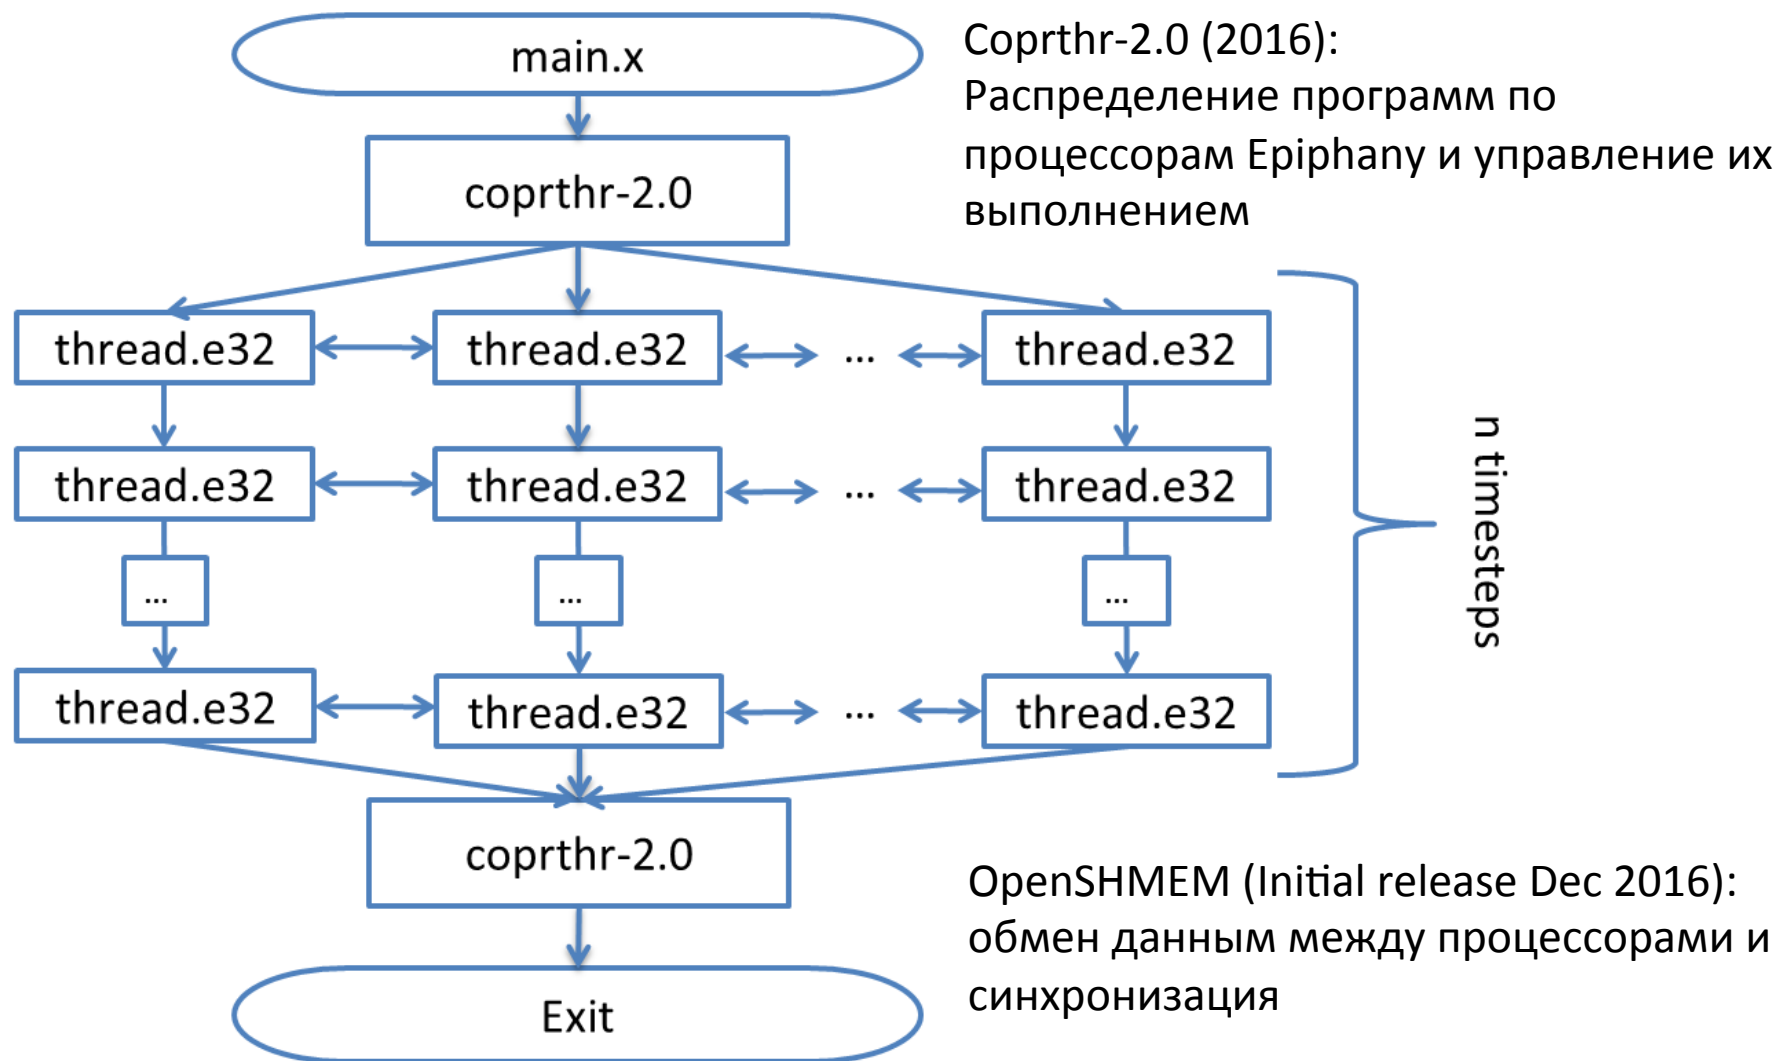 main.x
Coprthr-2.0 (2016):
Распределение программ по
процессорам Epiphany и управление их
выполнением
coprthr-2.0
thread.e32 thread.e32 ... thread.e32
thread.e32 thread.e32 ... thread.e32
... ... ...
thread.e32 thread.e32 ... thread.e32
n timesteps
coprthr-2.0
OpenSHMEM (Initial release Dec 2016):
обмен данным между процессорами и
синхронизация
Exit